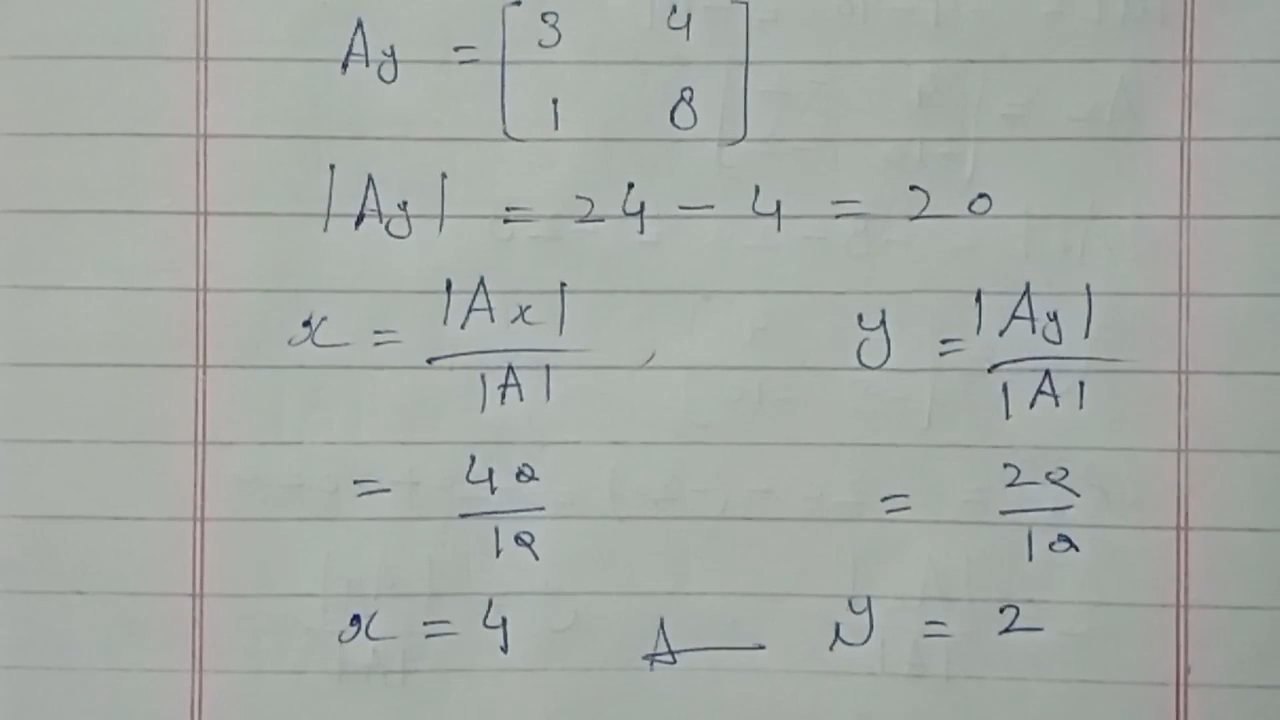 Ay = [ 3 4
1 8 ]
|Ay| = 24 - 4 = 20
x = |Ax| / |A| , y = |Ay| / |A|
= 40 / 10 = 20 / 10
x = 4 A y = 2